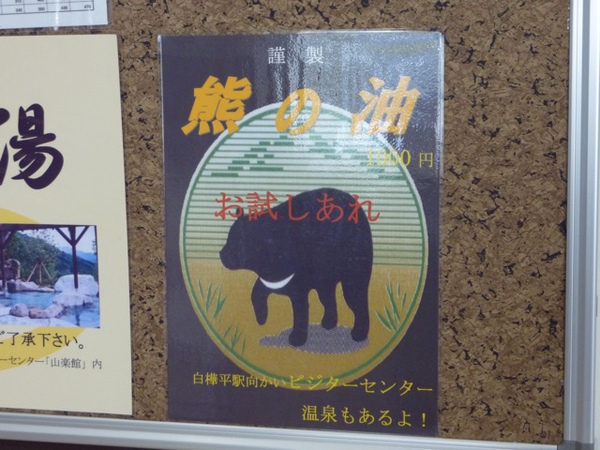 湯
ご了承下さい。
ーセンター「山楽館」内
謹製
熊の油
1000円
お試しあれ
白樺平駅向かいビジターセンター
温泉もあるよ！